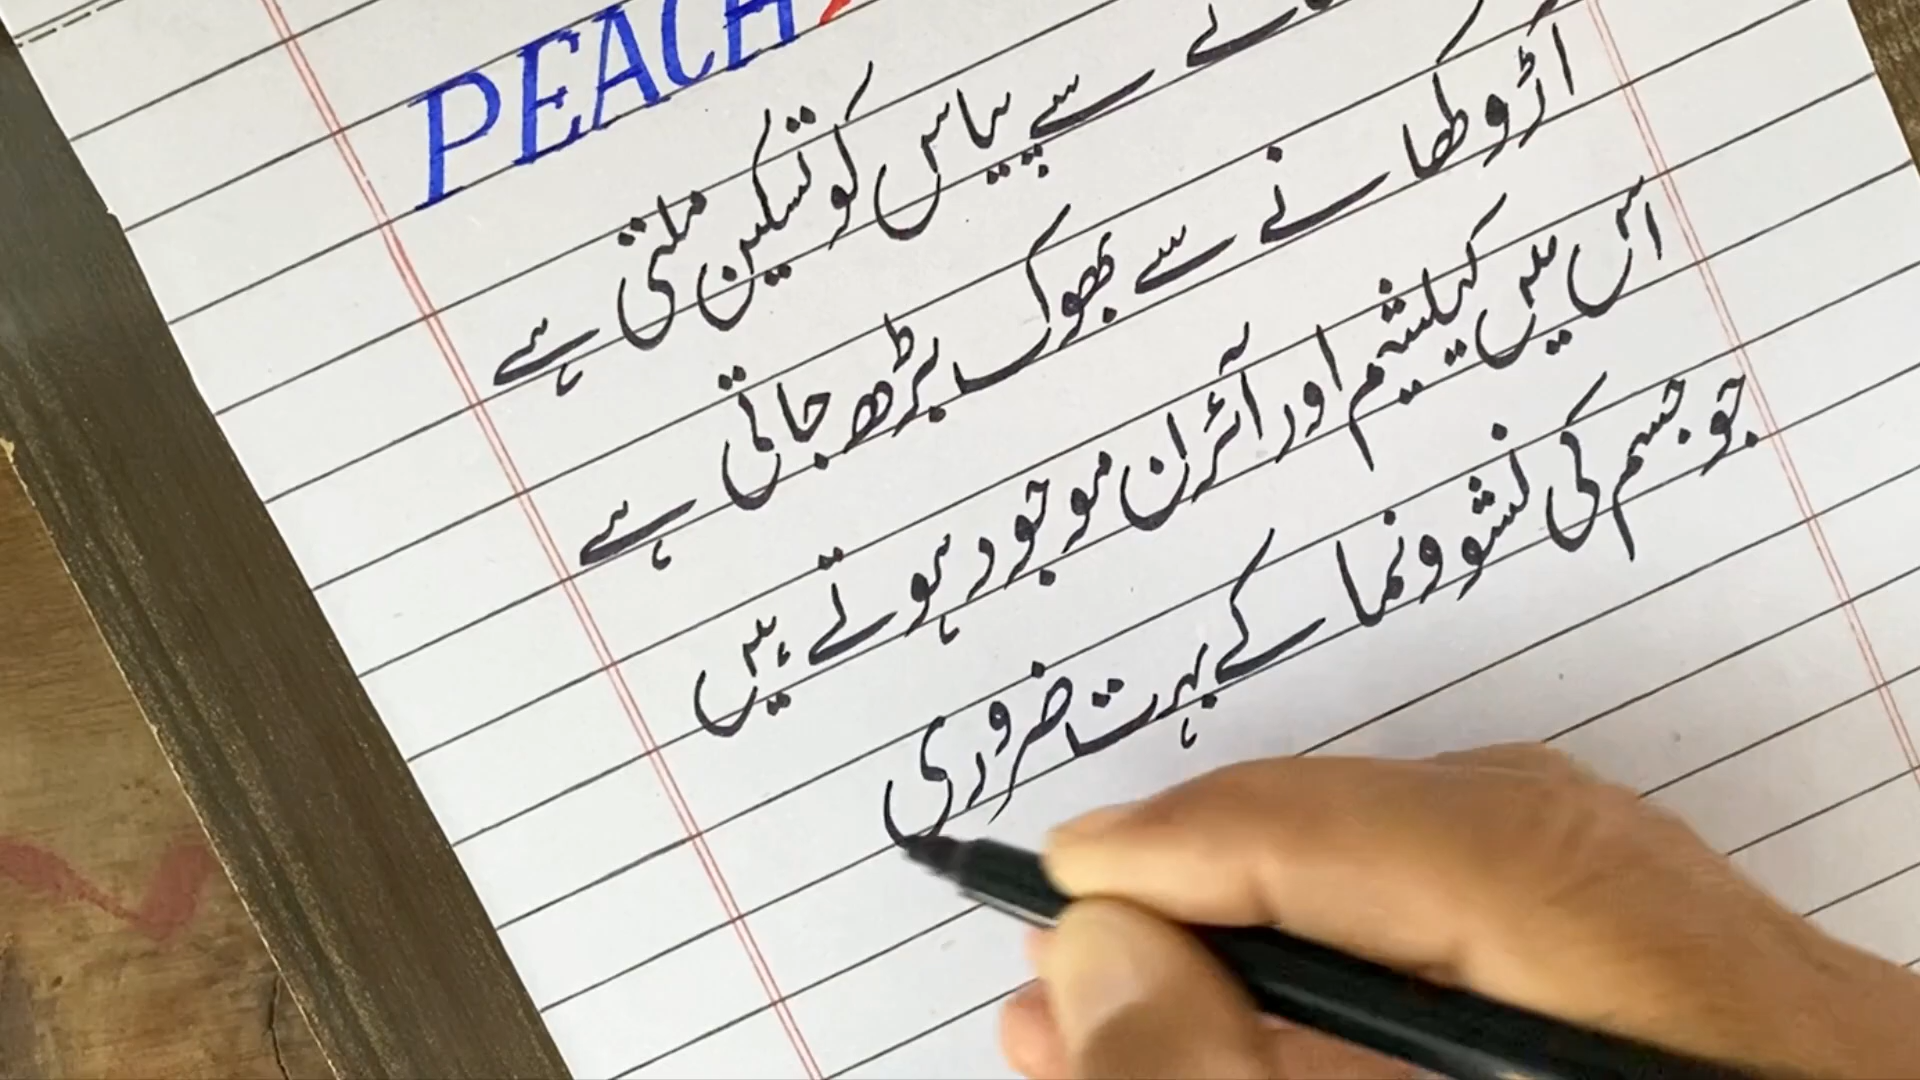 PEACH
سے پیاس کو تسکین ملتی ہے
آڑو کھانے سے بھوک بڑھ جاتی ہے
اس میں کیلشیم اور آئرن موجود ہوتے ہیں
جو جسم کی نشوونما کے بہت ضروری